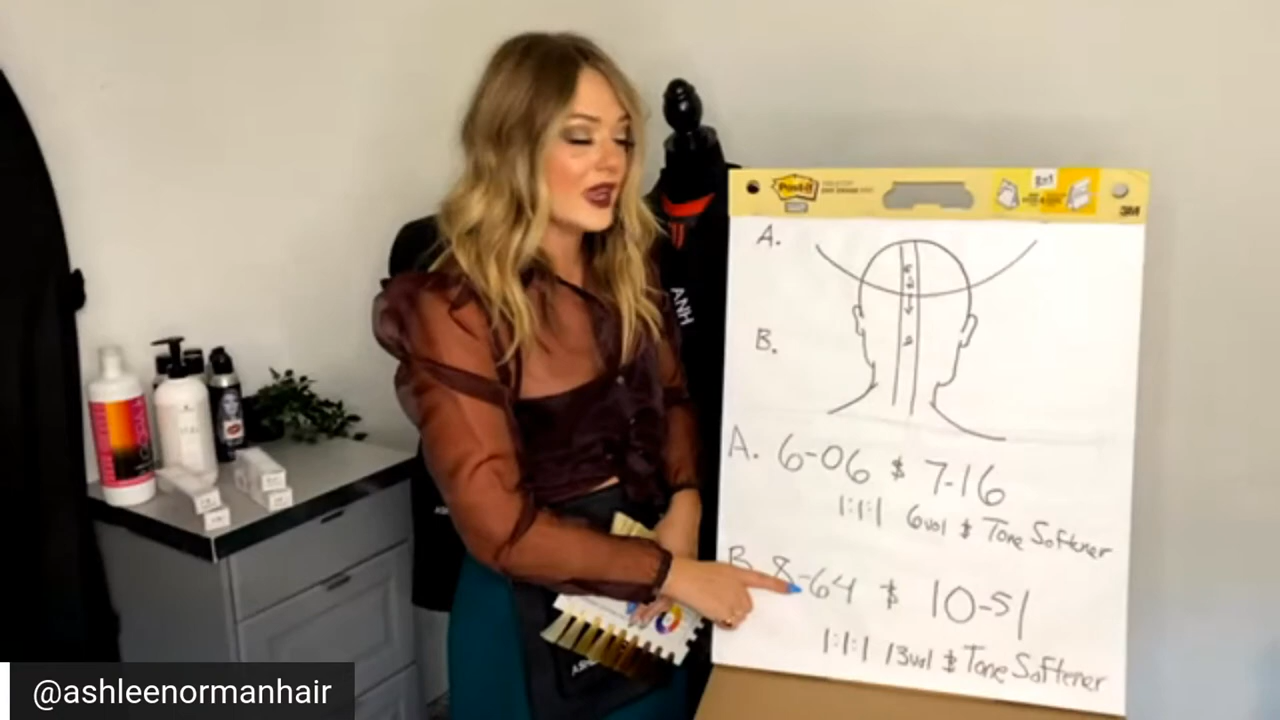 Post-it
3M
A.
B.
ANH
A. 6-06 $ 7-16
1:1:1 6vol $ Tone Softener
B 8-64 $ 10-51
1:1:1 13vol $ Tone Softener
@ashleenormanhair